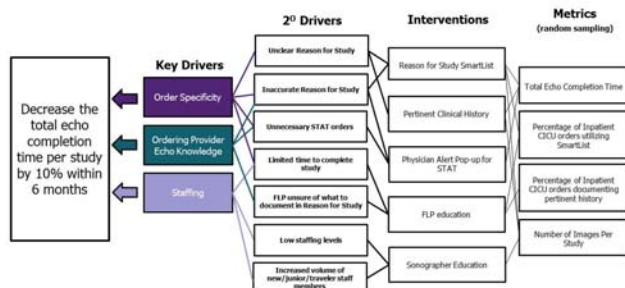 Decrease the
total echo
completion
time per study
by 10% within
6 months
Key Drivers
Order Specificity
Ordering Provider
Echo Knowledge
Staffing
2º Drivers
Unclear Reason for Study
Inaccurate Reason for Study
Unnecessary STAT orders
Limited time to complete
study
FLP unsure of what to
document in Reason for Study
Low staffing levels
Increased volume of
new/junior/traveler staff
members
Interventions
Reason for Study SmartList
Pertinent Clinical History
Physician Alert Pop-up for
STAT
FLP education
Sonographer Education
Metrics
(random sampling)
Total Echo Completion Time
Percentage of Inpatient
CICU orders utilizing
SmartList
Percentage of Inpatient
CICU orders documenting
pertinent history
Number of Images Per
Study